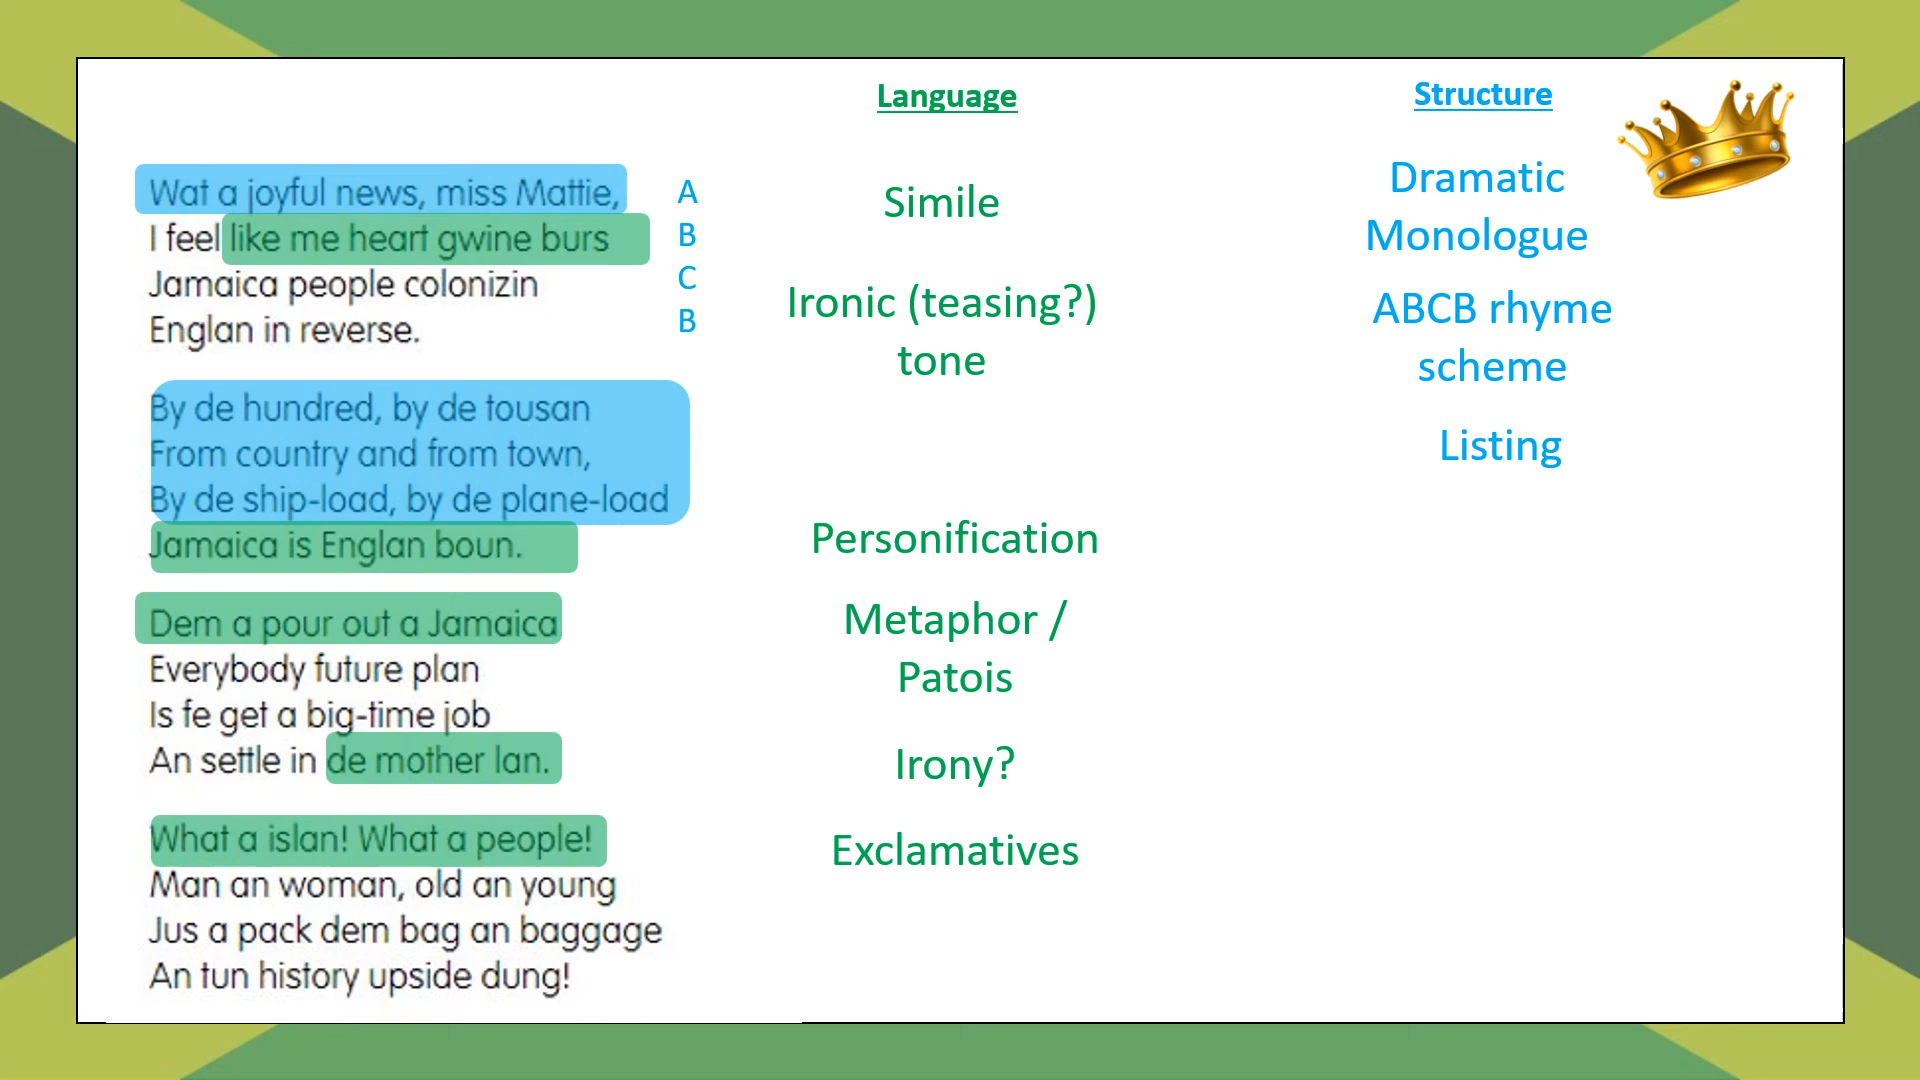 Language
Structure
Wat a joyful news, miss Mattie,
I feel like me heart gwine burs
Jamaica people colonizin
Englan in reverse.
A
B
C
B
By de hundred, by de tousan
From country and from town,
By de ship-load, by de plane-load
Jamaica is Englan boun.
Dem a pour out a Jamaica
Everybody future plan
Is fe get a big-time job
An settle in de mother lan.
What a islan! What a people!
Man an woman, old an young
Jus a pack dem bag an baggage
An tun history upside dung!
Simile
Ironic (teasing?)
tone
Personification
Metaphor /
Patois
Irony?
Exclamatives
Dramatic
Monologue
ABCB rhyme
scheme
Listing